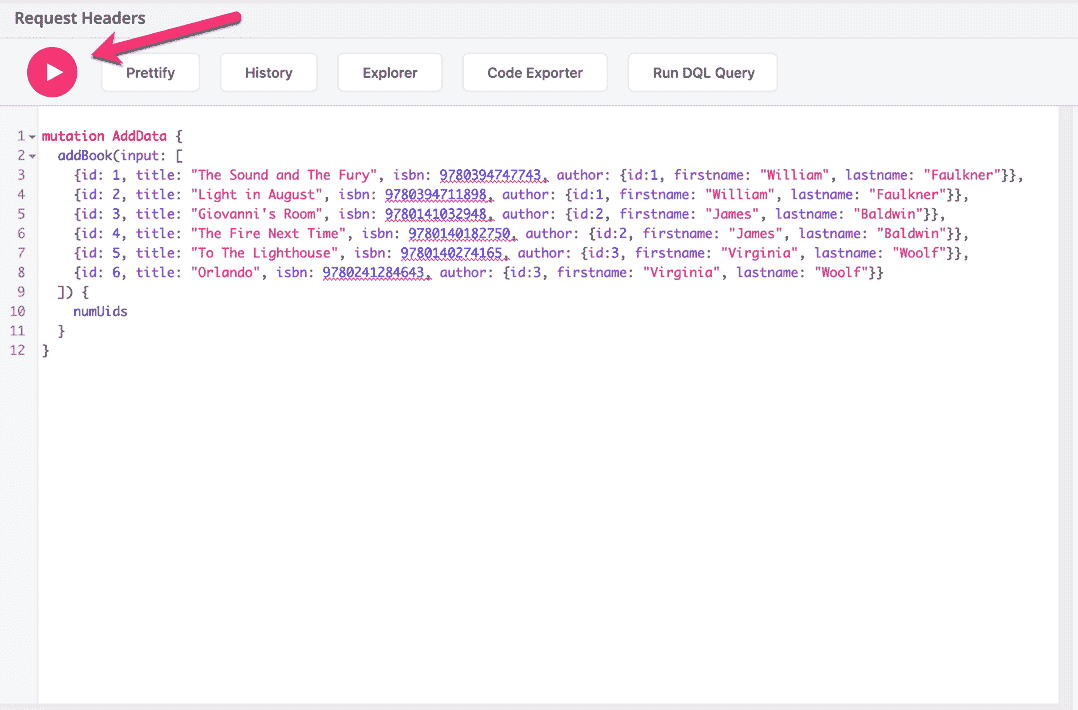 Request Headers
Prettify History Explorer Code Exporter Run DQL Query
1 mutation AddData {
2 addBook(input: [
3 {id: 1, title: "The Sound and The Fury", isbn: 9780394747743, author: {id:1, firstname: "William", lastname: "Faulkner"}},
4 {id: 2, title: "Light in August", isbn: 9780394711898, author: {id:1, firstname: "William", lastname: "Faulkner"}},
5 {id: 3, title: "Giovanni's Room", isbn: 9780141032948, author: {id:2, firstname: "James", lastname: "Baldwin"}},
6 {id: 4, title: "The Fire Next Time", isbn: 9780140182750, author: {id:2, firstname: "James", lastname: "Baldwin"}},
7 {id: 5, title: "To The Lighthouse", isbn: 9780140274165, author: {id:3, firstname: "Virginia", lastname: "Woolf"}},
8 {id: 6, title: "Orlando", isbn: 9780241284643, author: {id:3, firstname: "Virginia", lastname: "Woolf"}}
9 ]) {
10 numUids
11 }
12 }